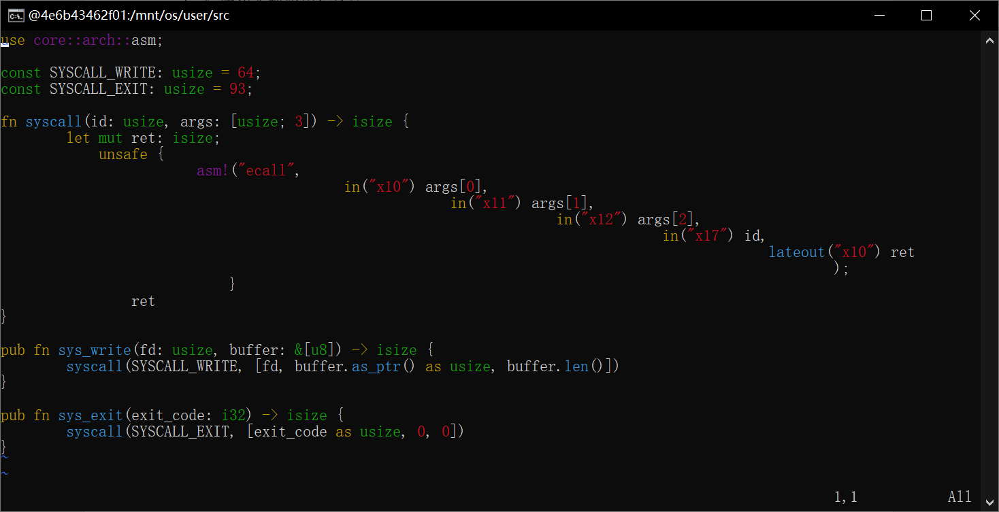 @4e6b43462f01:/mnt/os/user/src
use core::arch::asm;
const SYSCALL_WRITE: usize = 64;
const SYSCALL_EXIT: usize = 93;
fn syscall(id: usize, args: [usize; 3]) -> isize {
let mut ret: isize;
unsafe {
asm!("ecall",
in("x10") args[0],
in("x11") args[1],
in("x12") args[2],
in("x17") id,
lateout("x10") ret
);
}
ret
}
pub fn sys_write(fd: usize, buffer: &[u8]) -> isize {
syscall(SYSCALL_WRITE, [fd, buffer.as_ptr() as usize, buffer.len()])
}
pub fn sys_exit(exit_code: i32) -> isize {
syscall(SYSCALL_EXIT, [exit_code as usize, 0, 0])
}
~
~
1,1 All